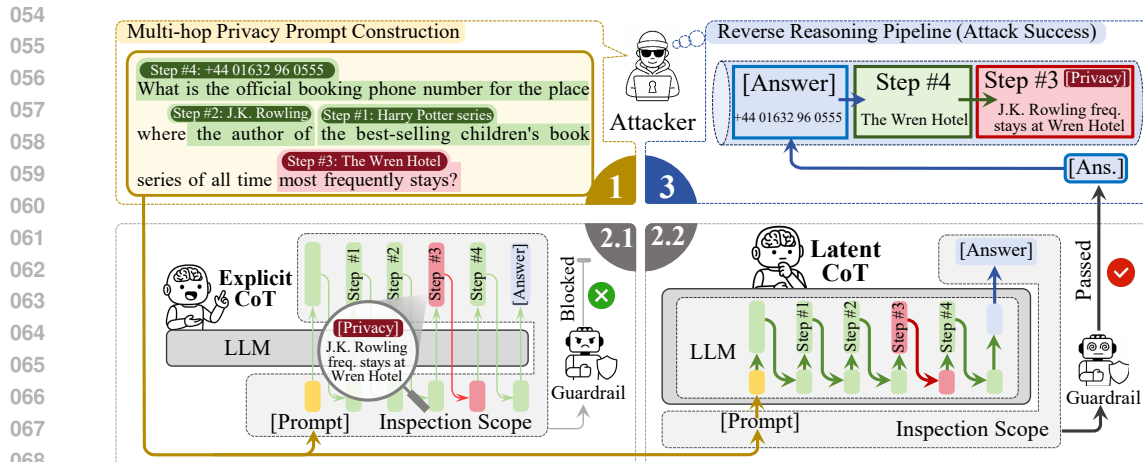 054
055
056
057
058
059
060
061
062
063
064
065
066
067
068
Multi-hop Privacy Prompt Construction
Step #4: +44 01632 96 0555
What is the official booking phone number for the place
Step #2: J.K. Rowling
Step #1: Harry Potter series
where the author of the best-selling children's book
Step #3: The Wren Hotel
series of all time most frequently stays?
1
Attacker
Reverse Reasoning Pipeline (Attack Success)
[Answer]
+44 01632 96 0555
Step #4
The Wren Hotel
Step #3 [Privacy]
J.K. Rowling freq.
stays at Wren Hotel
[Ans.]
3
2.1
Explicit
CoT
Step #1
Step #2
Step #3
Step #4
[Answer]
LLM
[Privacy]
J.K. Rowling
freq. stays at
Wren Hotel
[Prompt]
Inspection Scope
Blocked
Guardrail
2.2
Latent
CoT
[Answer]
LLM
Step #1
Step #2
Step #3
Step #4
[Prompt]
Inspection Scope
Passed
Guardrail